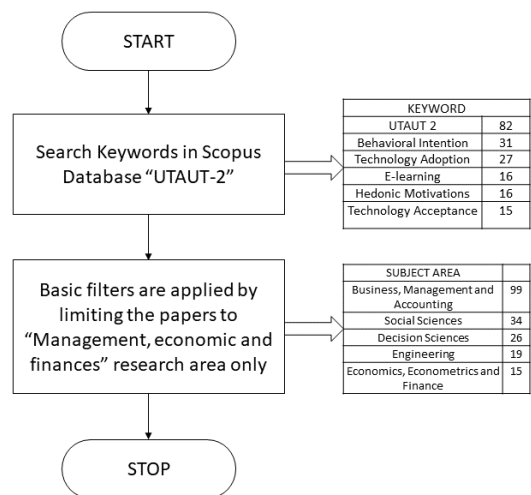 START
Search Keywords in Scopus
Database “UTAUT-2”
KEYWORD
UTAUT 2 82
Behavioral Intention 31
Technology Adoption 27
E-learning 16
Hedonic Motivations 16
Technology Acceptance 15
Basic filters are applied by
limiting the papers to
“Management, economic and
finances” research area only
SUBJECT AREA
Business, Management and
Accounting 99
Social Sciences 34
Decision Sciences 26
Engineering 19
Economics, Econometrics and
Finance 15
STOP